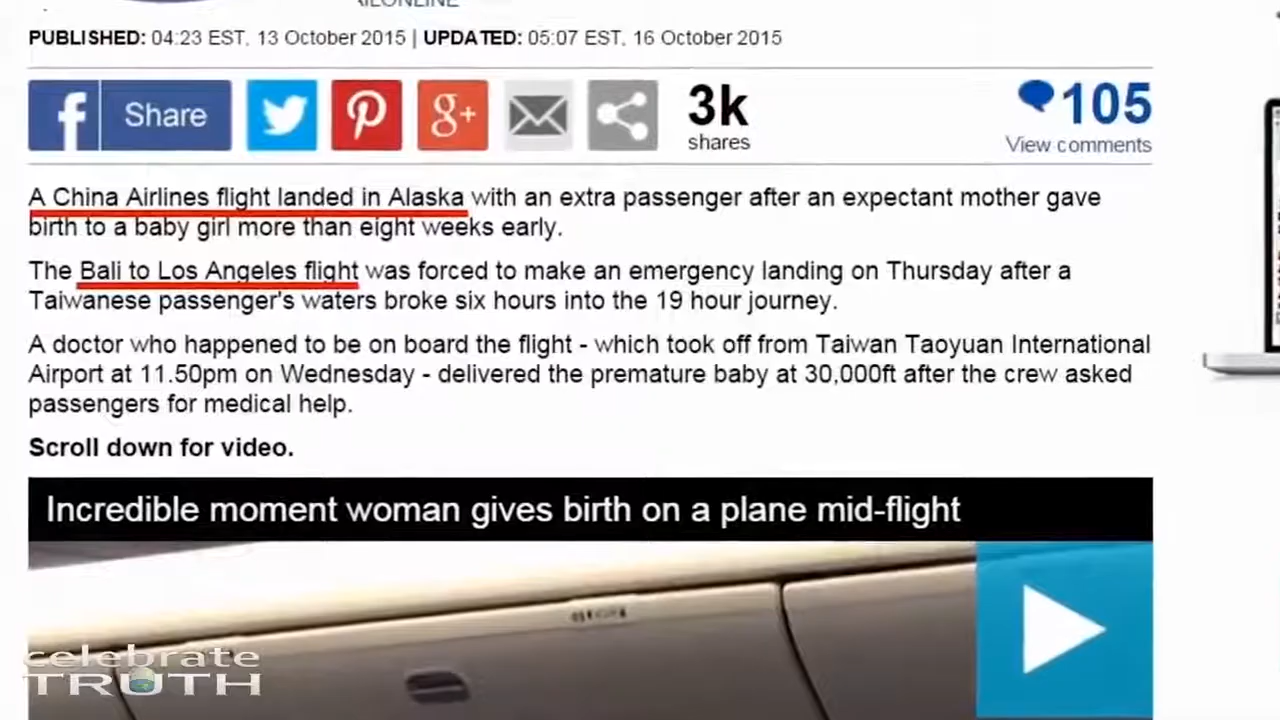 PUBLISHED: 04:23 EST, 13 October 2015 | UPDATED: 05:07 EST, 16 October 2015
f Share
g+
3k
shares
105
View comments
A China Airlines flight landed in Alaska with an extra passenger after an expectant mother gave
birth to a baby girl more than eight weeks early.
The Bali to Los Angeles flight was forced to make an emergency landing on Thursday after a
Taiwanese passenger's waters broke six hours into the 19 hour journey.
A doctor who happened to be on board the flight - which took off from Taiwan Taoyuan International
Airport at 11.50pm on Wednesday - delivered the premature baby at 30,000ft after the crew asked
passengers for medical help.
Scroll down for video.
Incredible moment woman gives birth on a plane mid-flight
celebrate
TRUTH